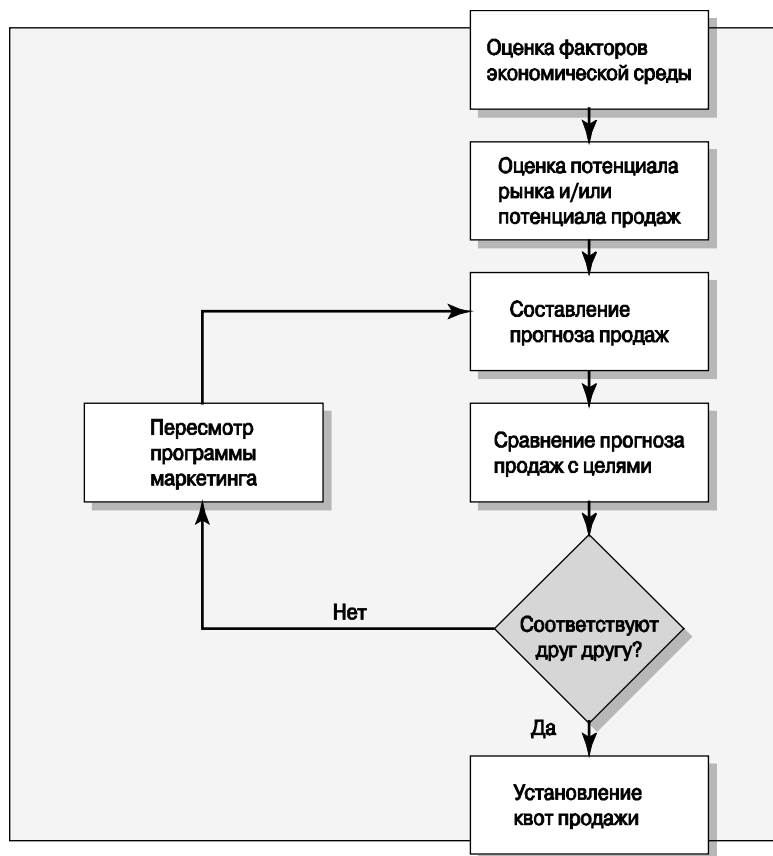 Оценка факторов
экономической среды
Оценка потенциала
рынка и/или
потенциала продаж
Составление
прогноза продаж
Пересмотр
программы
маркетинга
Сравнение прогноза
продаж с целями
Нет
Соответствуют
друг другу?
Да
Установление
квот продажи